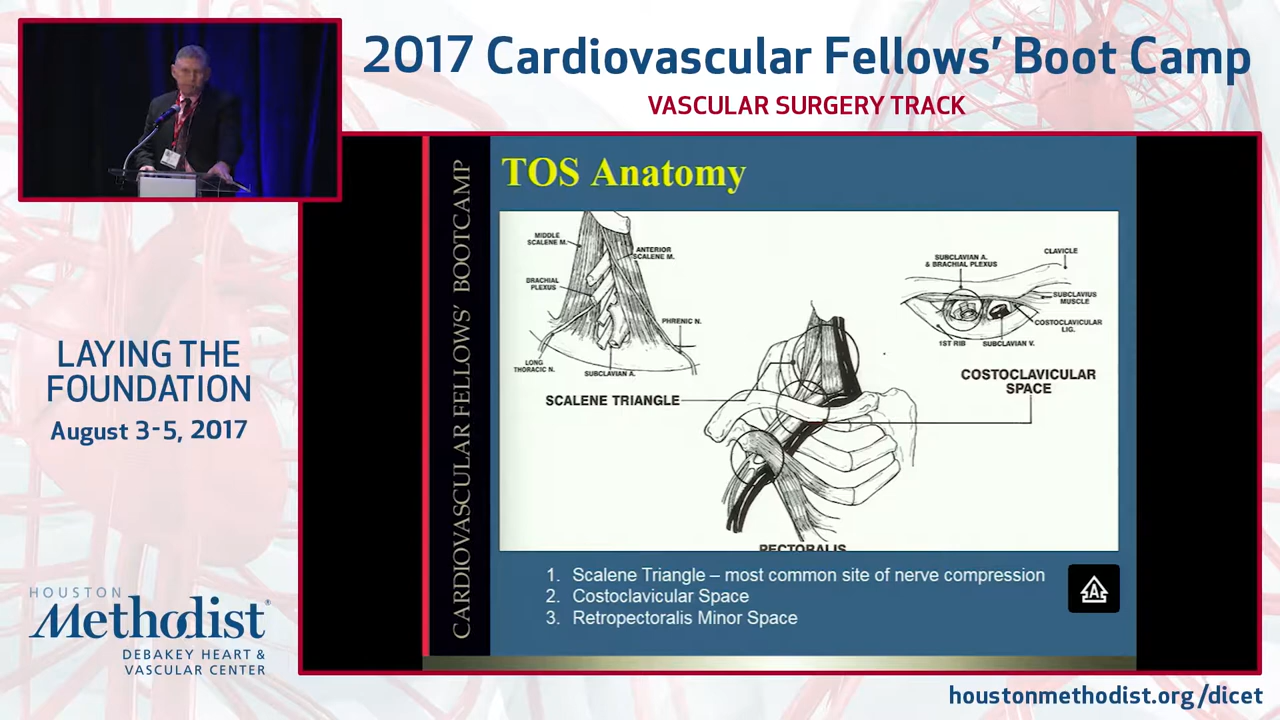 2017 Cardiovascular Fellows' Boot Camp
VASCULAR SURGERY TRACK
LAYING THE
FOUNDATION
August 3-5, 2017
HOUSTON
Methodist®
DEBAKEY HEART &
VASCULAR CENTER
CARDIOVASCULAR FELLOWS' BOOTCAMP
TOS Anatomy
MIDDLE
SCALENE M.
ANTERIOR
SCALENE M.
BRACHIAL
PLEXUS
PHRENIC N.
LONG
THORACIC N.
SUBCLAVIAN A.
SCALENE TRIANGLE
SUBCLAVIAN A.
& BRACHIAL PLEXUS
CLAVICLE
SUBCLAVIUS
MUSCLE
COSTOCLAVICULAR
LIG.
1ST RIB
SUBCLAVIAN V.
COSTOCLAVICULAR
SPACE
PECTORALIS
1. Scalene Triangle – most common site of nerve compression
2. Costoclavicular Space
3. Retropectoralis Minor Space
A
houstonmethodist.org/dicet